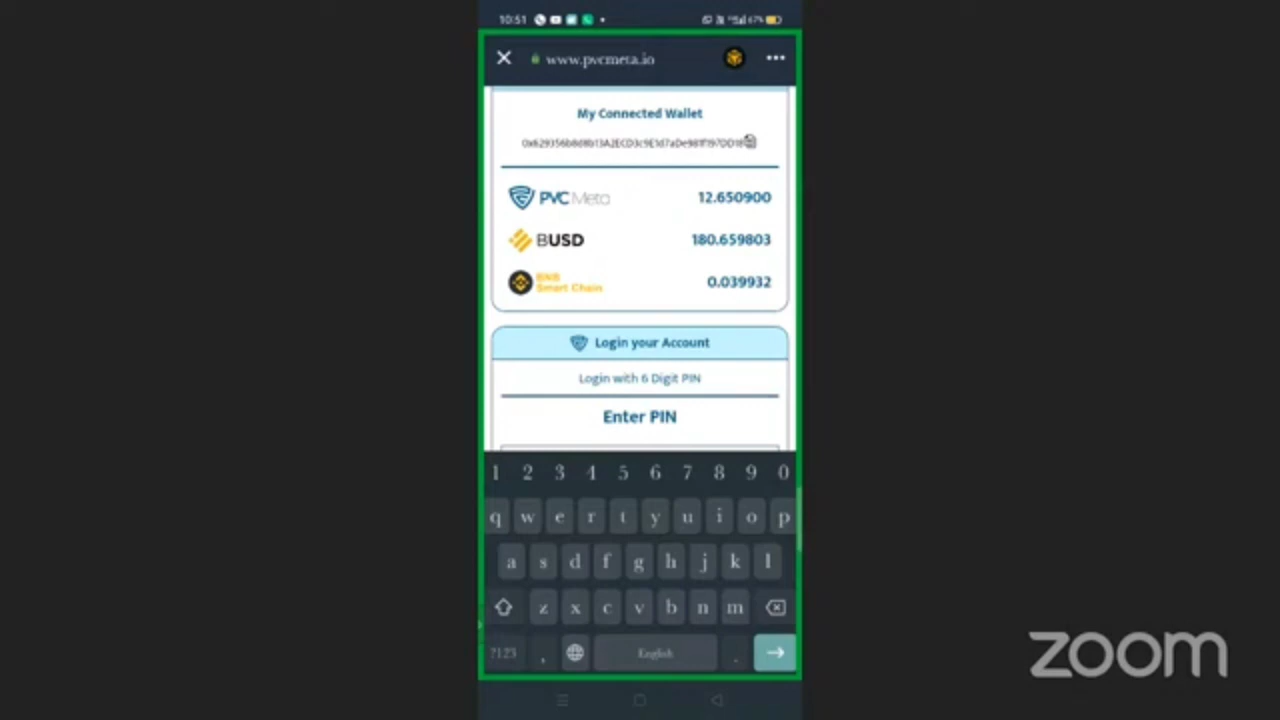 10:51
67%
www.pvcmeta.io
My Connected Wallet
PVC Meta 12.650900
BUSD 180.659803
BNB
Smart Chain 0.039932
Login your Account
Login with 6 Digit PIN
Enter PIN
1 2 3 4 5 6 7 8 9 0
q w e r t y u i o p
a s d f g h j k l
z x c v b n m
?123 , English .
zoom